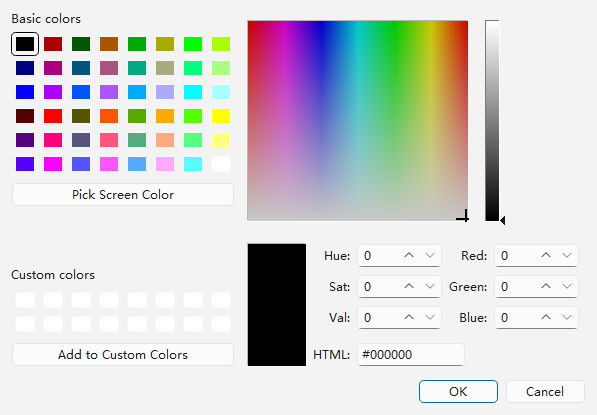 Basic colors
Pick Screen Color
Custom colors
Add to Custom Colors
Hue: 0 Red: 0
Sat: 0 Green: 0
Val: 0 Blue: 0
HTML: #000000
OK Cancel